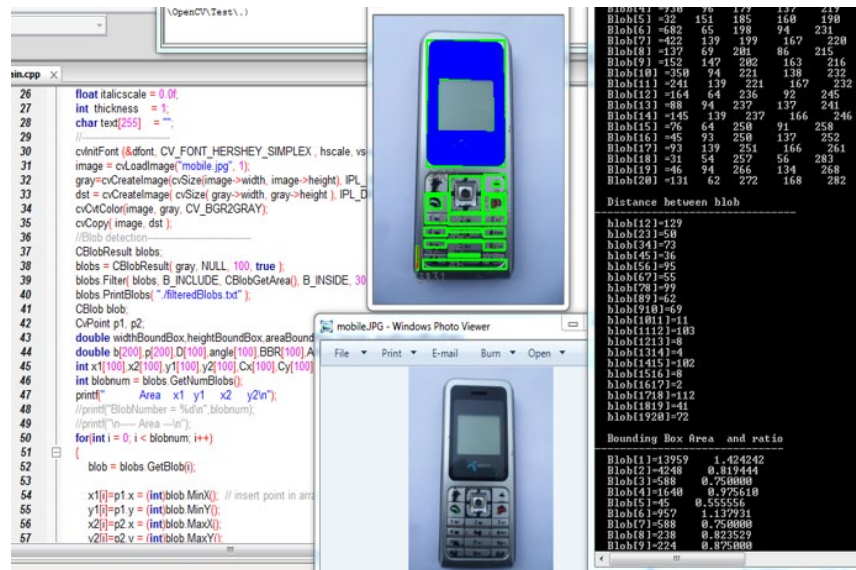 \OpenCV\Test\,)
ain.cpp
26 float italicscale = 0.0f;
27 int thickness = 1;
28 char text[255] = "";
29 //
30 cvInitFont (&dfont, CV_FONT_HERSHEY_SIMPLEX , hscale, vs
31 image = cvLoadImage("mobile.jpg", 1);
32 gray=cvCreateImage(cvSize(image->width, image->height), IPL_
33 dst = cvCreateImage( cvSize( gray->width, gray->height ), IPL_D
34 cvCvtColor(image, gray, CV_BGR2GRAY);
35 cvCopy( image, dst );
36 //Blob detection
37 CBlobResult blobs;
38 blobs = CBlobResult( gray, NULL, 100, true );
39 blobs.Filter( blobs, B_INCLUDE, CBlobGetArea(), B_INSIDE, 30
40 blobs.PrintBlobs( "./filteredBlobs.txt" );
41 CBlob blob;
42 CvPoint p1, p2;
43 double widthBoundBox,heightBoundBox,areaBound
44 double b[200],p[200],D[100],angle[100],BBR[100],A
45 int x1[100],x2[100],y1[100],y2[100],Cx[100],Cy[100]
46 int blobnum = blobs.GetNumBlobs();
47 printf(" Area x1 y1 x2 y2\n");
48 //printf("BlobNumber = %d\n",blobnum);
49 //printf("\n----- Area ---\n");
50 for(int i = 0; i < blobnum; i++)
51 {
52 blob = blobs.GetBlob(i);
53
54 x1[i]=p1.x = (int)blob.MinX(); // insert point in arra
55 y1[i]=p1.y = (int)blob.MinY();
56 x2[i]=p2.x = (int)blob.MaxX();
57 y2[i]=p2.y = (int)blob.MaxY();
mobile.JPG - Windows Photo Viewer
File Print E-mail Burn Open
Blob[4] =930 96 179 137 219
Blob[5] =32 151 185 160 190
Blob[6] =682 65 198 94 231
Blob[7] =422 139 199 167 220
Blob[8] =137 69 201 86 215
Blob[9] =152 147 202 163 216
Blob[10] =350 94 221 138 232
Blob[11] =241 139 221 167 232
Blob[12] =164 64 236 92 245
Blob[13] =88 94 237 137 241
Blob[14] =145 139 237 166 246
Blob[15] =76 64 250 91 258
Blob[16] =45 93 250 137 252
Blob[17] =93 139 251 166 261
Blob[18] =31 54 257 56 283
Blob[19] =46 94 266 134 268
Blob[20] =131 62 272 168 282
Distance between blob
blob[12]=129
blob[23]=50
blob[34]=73
blob[45]=36
blob[56]=95
blob[67]=55
blob[78]=99
blob[89]=62
blob[910]=69
blob[1011]=11
blob[1112]=103
blob[1213]=8
blob[1314]=4
blob[1415]=102
blob[1516]=8
blob[1617]=2
blob[1718]=112
blob[1819]=41
blob[1920]=72
Bounding Box Area and ratio
Blob[1]=13959 1.424242
Blob[2]=4248 0.819444
Blob[3]=588 0.750000
Blob[4]=1640 0.975610
Blob[5]=45 0.555556
Blob[6]=957 1.137931
Blob[7]=588 0.750000
Blob[8]=238 0.823529
Blob[9]=224 0.875000